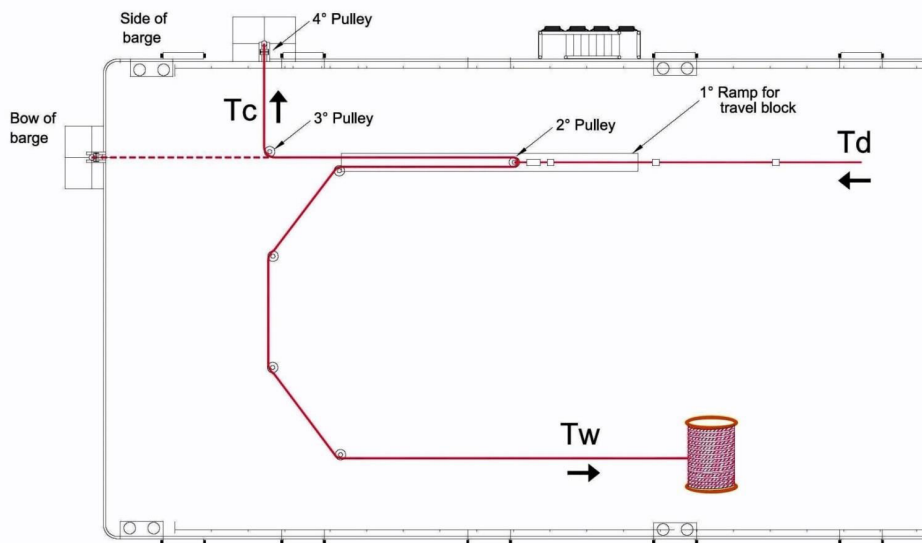 Side of
barge
4° Pulley
Bow of
barge
Tc
3° Pulley
2° Pulley
1° Ramp for
travel block
Td
Tw